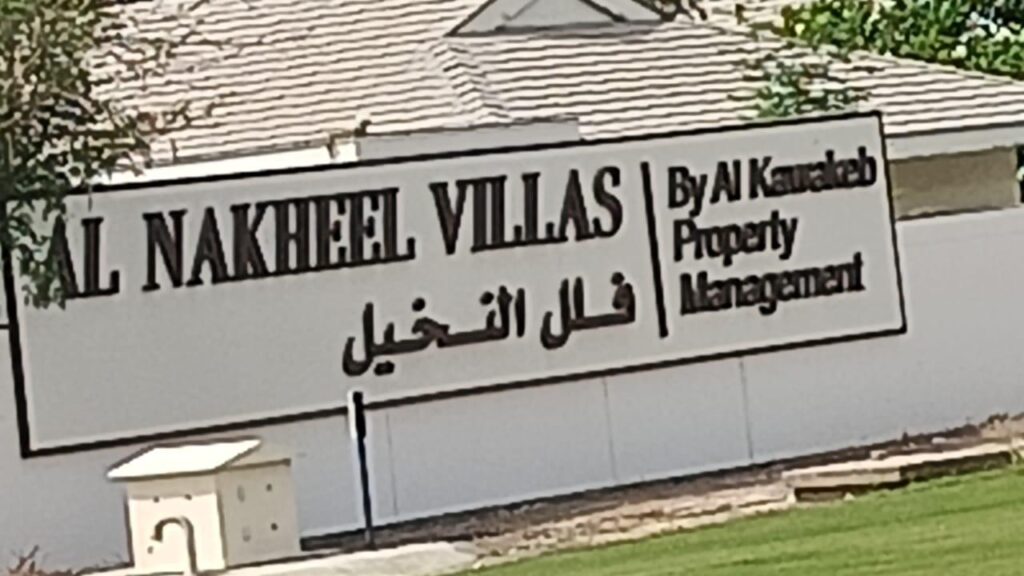 AL NAKHEEL VILLAS
فلل النخيل
By Al Kawakeb
Property
Management